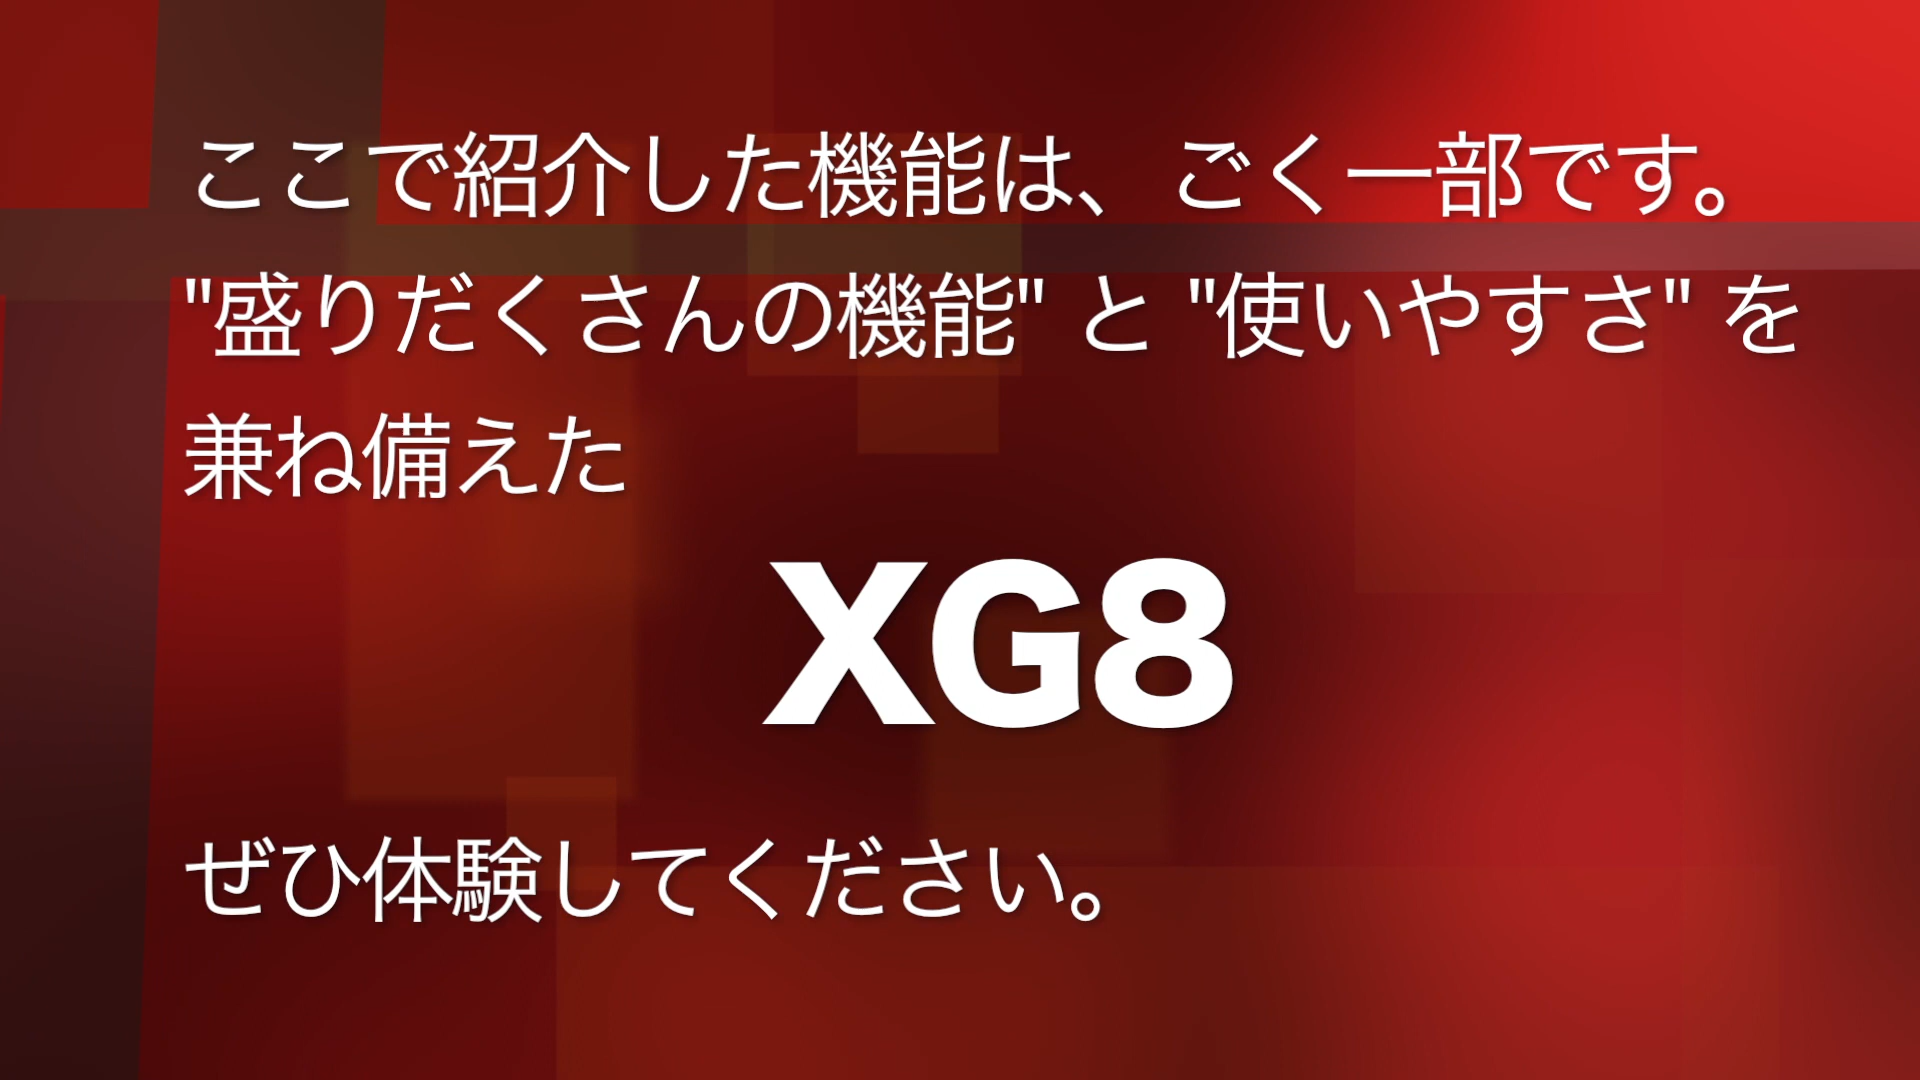 ここで紹介した機能は、ごく一部です。
"盛りだくさんの機能" と "使いやすさ" を
兼ね備えた
XG8
ぜひ体験してください。